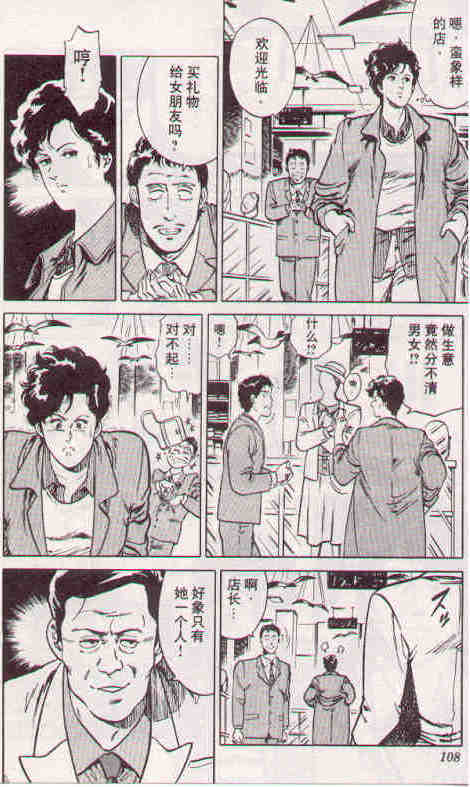 嗯．蛮象样
的店．
欢迎光临．
买礼物
给女朋友吗?
哼！
做生意
竟然分不清
男女!?
什么!?
嗯！
对……
对不起……
啊．
店长…
好象只有
她一个人！
108